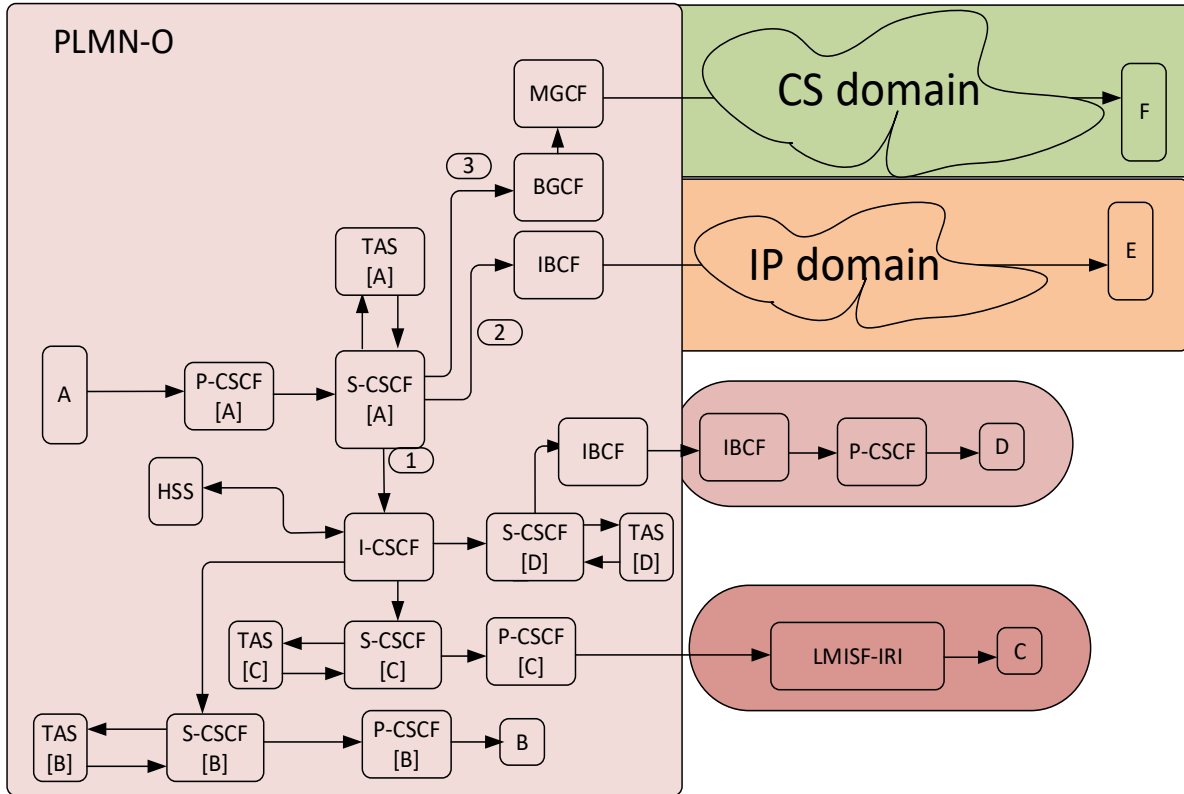 PLMN-O
MGCF
CS domain
F
3
BGCF
TAS
[A]
IBCF
IP domain
E
2
A
P-CSCF
[A]
S-CSCF
[A]
1
IBCF
IBCF
P-CSCF
D
HSS
I-CSCF
S-CSCF
[D]
TAS
[D]
TAS
[C]
S-CSCF
[C]
P-CSCF
[C]
LMISF-IRI
C
TAS
[B]
S-CSCF
[B]
P-CSCF
[B]
B